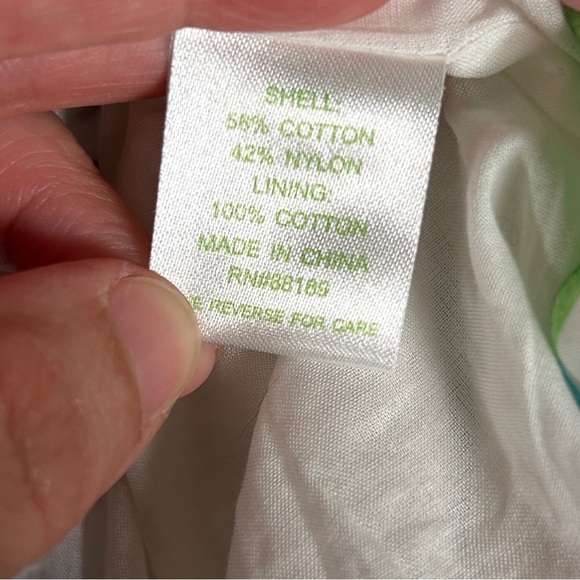 SHELL:
58% COTTON
42% NYLON
LINING:
100% COTTON
MADE IN CHINA
RN#88189
REVERSE FOR CARE